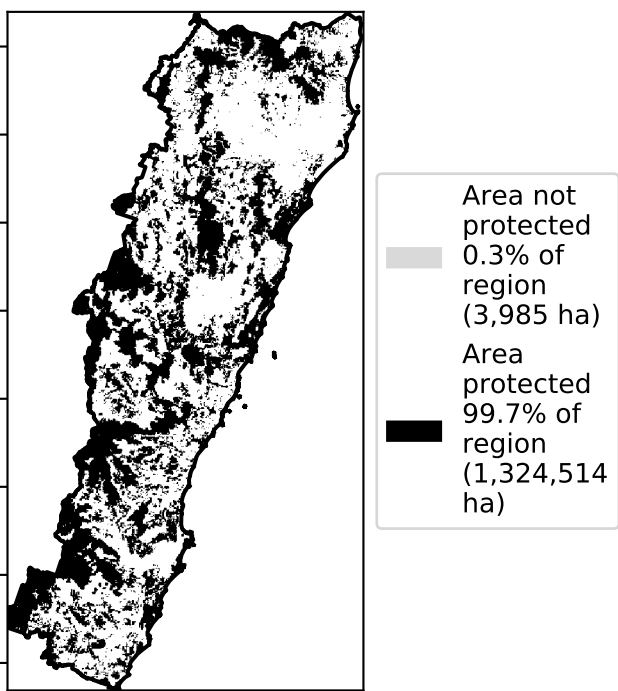 Area not
protected
0.3% of
region
(3,985 ha)
Area
protected
99.7% of
region
(1,324,514
ha)